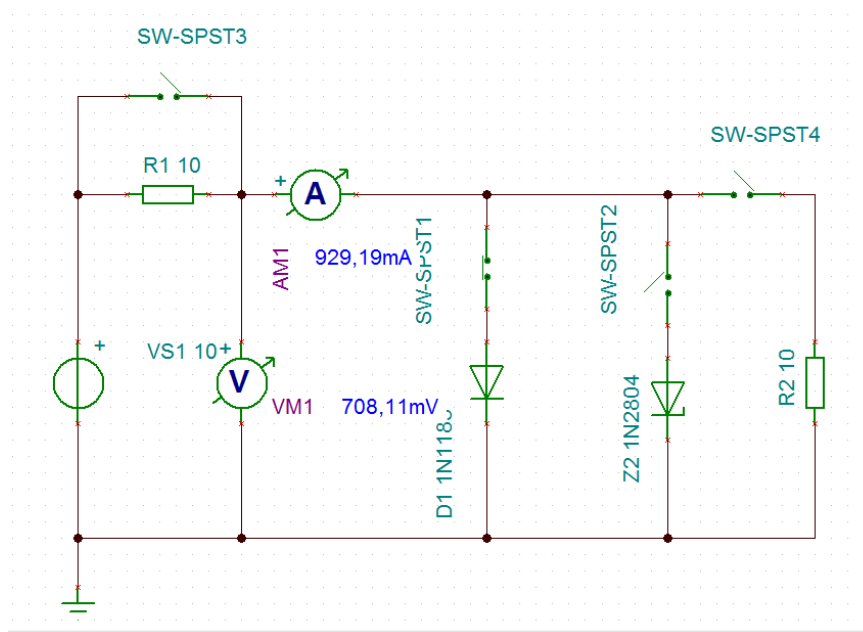 SW-SPST3
SW-SPST4
R1 10
+
A
SW-SPST1
SW-SPST2
AM1
929,19mA
+
VS1 10
+
V
VM1
708,11mV
R2 10
Z2 1N2804
D1